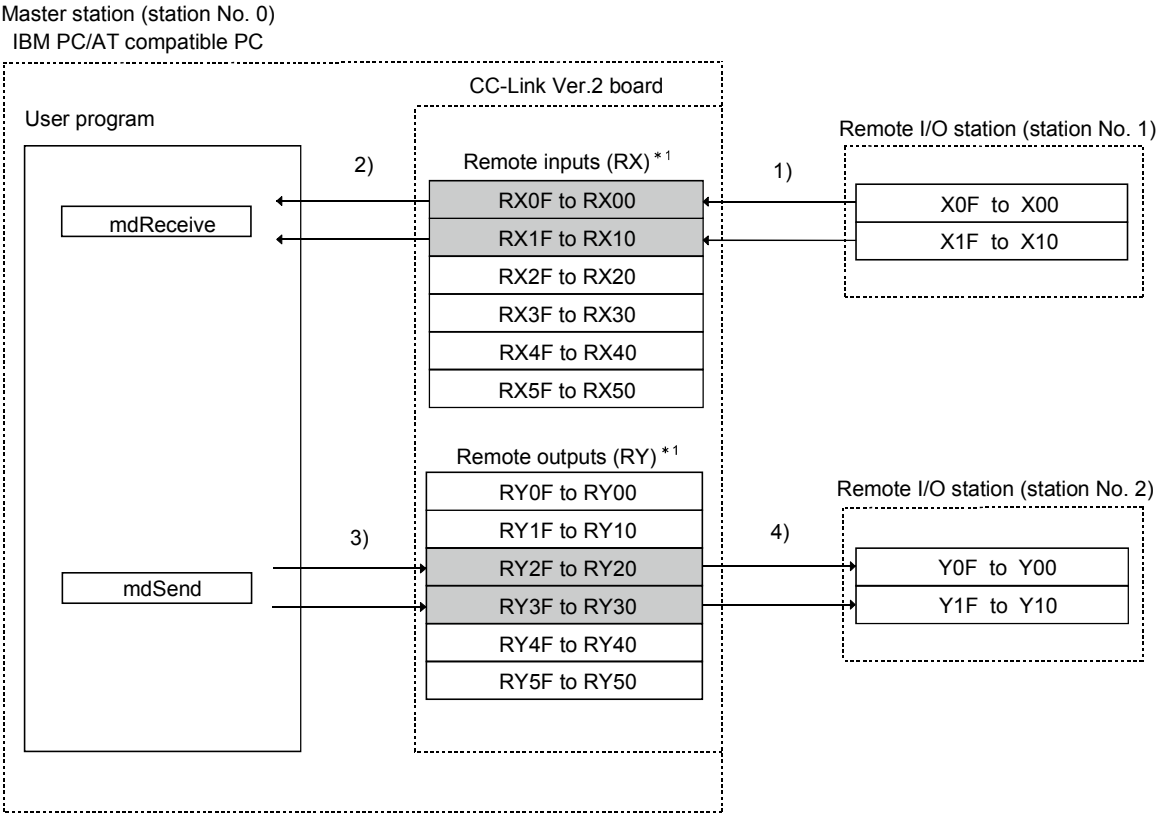 Master station (station No. 0)
IBM PC/AT compatible PC
CC-Link Ver.2 board
User program
Remote I/O station (station No. 1)
2)
Remote inputs (RX) *1
1)
RX0F to RX00
X0F to X00
mdReceive
RX1F to RX10
X1F to X10
RX2F to RX20
RX3F to RX30
RX4F to RX40
RX5F to RX50
Remote outputs (RY) *1
RY0F to RY00
Remote I/O station (station No. 2)
3)
RY1F to RY10
4)
RY2F to RY20
Y0F to Y00
mdSend
RY3F to RY30
Y1F to Y10
RY4F to RY40
RY5F to RY50